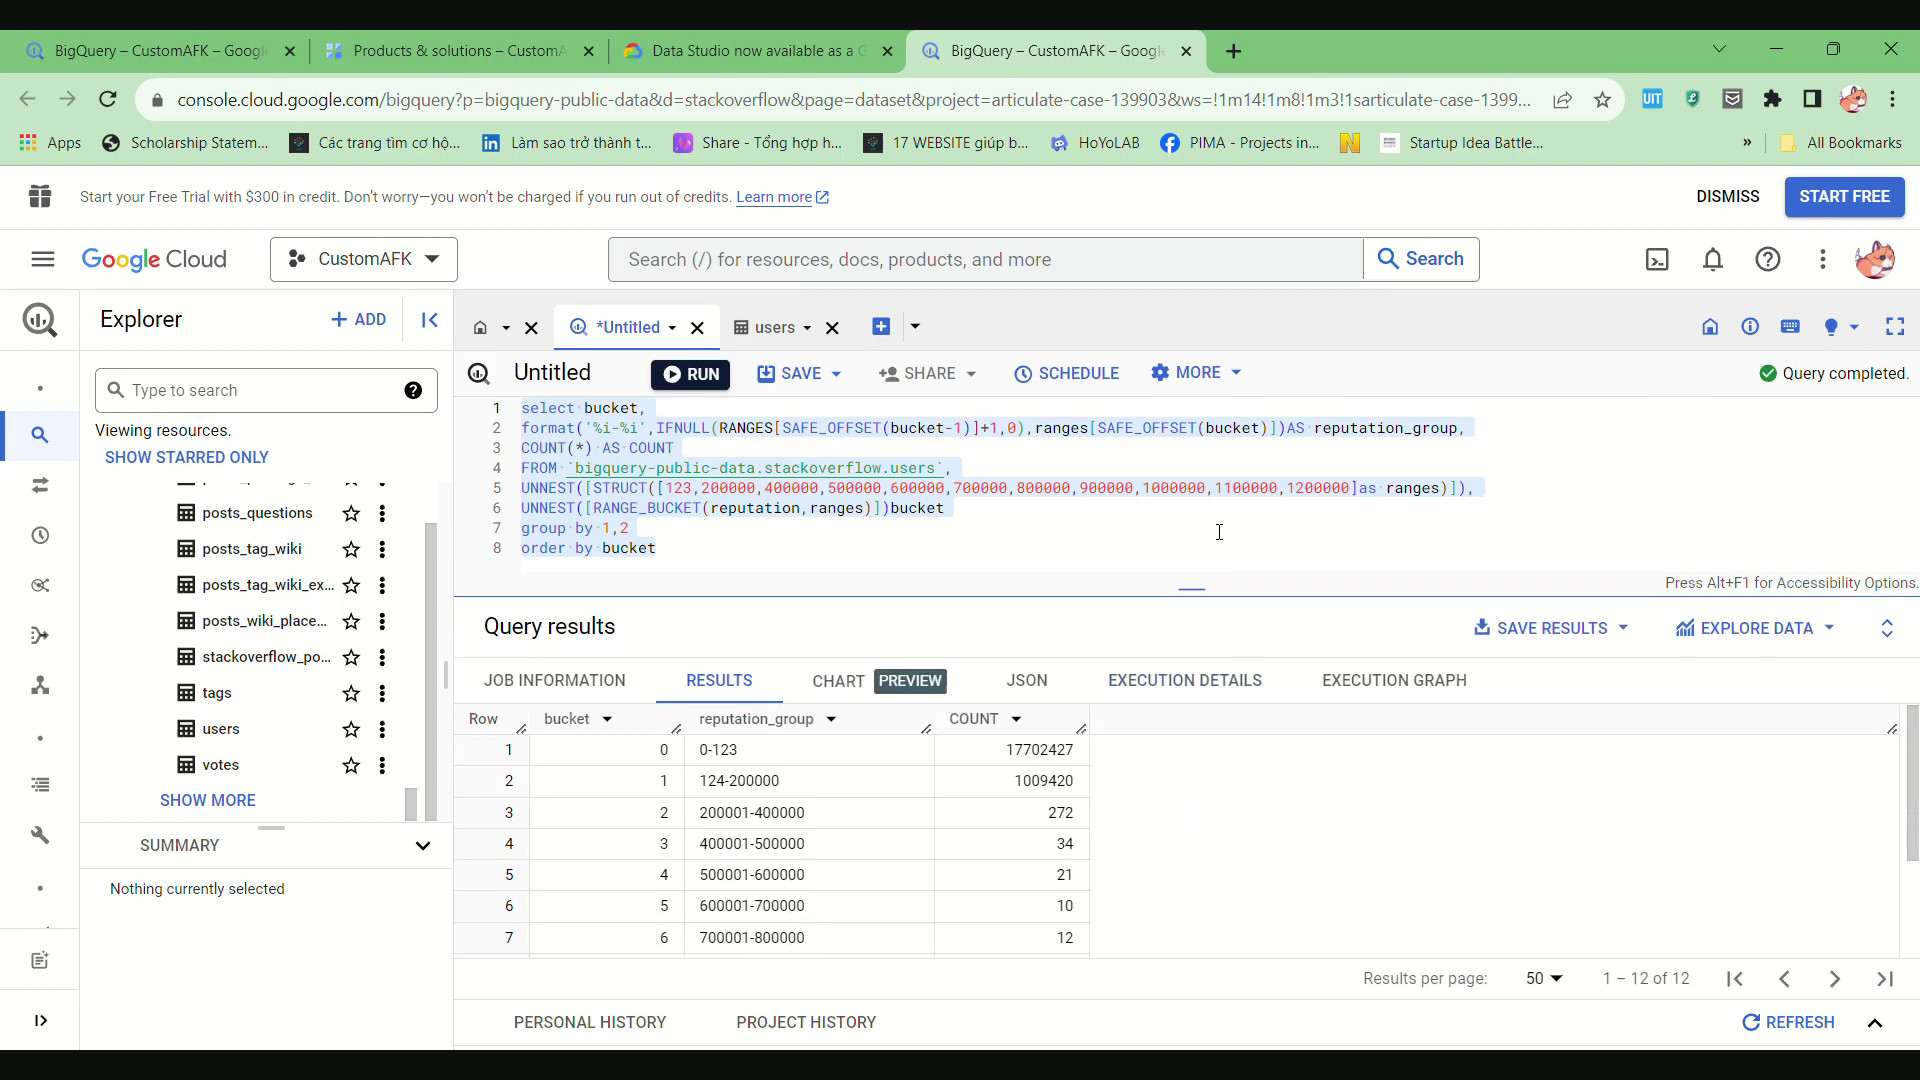 BigQuery – CustomAFK – Googl
Products & solutions – CustomA
Data Studio now available as a G
BigQuery – CustomAFK – Google
console.cloud.google.com/bigquery?p=bigquery-public-data&d=stackoverflow&page=dataset&project=articulate-case-139903&ws=!1m14!1m8!1m3!1sarticulate-case-1399...
UIT
Apps
Scholarship Statem...
Các trang tìm cơ hộ...
Làm sao trở thành t...
Share - Tổng hợp h...
17 WEBSITE giúp b...
HoYoLAB
PIMA - Projects in...
Startup Idea Battle...
»
All Bookmarks
Start your Free Trial with $300 in credit. Don't worry—you won't be charged if you run out of credits. Learn more
DISMISS
START FREE
Google Cloud
CustomAFK
Search (/) for resources, docs, products, and more
Search
Explorer
+ ADD
*Untitled
users
Untitled
RUN
SAVE
SHARE
SCHEDULE
MORE
Query completed.
Type to search
Viewing resources.
SHOW STARRED ONLY
posts_questions
posts_tag_wiki
posts_tag_wiki_ex...
posts_wiki_place...
stackoverflow_po...
tags
users
votes
SHOW MORE
SUMMARY
Nothing currently selected
1 select bucket,
2 format('%i-%i',IFNULL(RANGES[SAFE_OFFSET(bucket-1)]+1,0),ranges[SAFE_OFFSET(bucket)])AS reputation_group,
3 COUNT(*) AS COUNT
4 FROM `bigquery-public-data.stackoverflow.users`,
5 UNNEST([STRUCT([123,200000,400000,500000,600000,700000,800000,900000,1000000,1100000,1200000]as ranges)]),
6 UNNEST([RANGE_BUCKET(reputation,ranges)])bucket
7 group by 1,2
8 order by bucket
Press Alt+F1 for Accessibility Options.
Query results
SAVE RESULTS
EXPLORE DATA
JOB INFORMATION
RESULTS
CHART PREVIEW
JSON
EXECUTION DETAILS
EXECUTION GRAPH
Row bucket reputation_group COUNT
1 0 0-123 17702427
2 1 124-200000 1009420
3 2 200001-400000 272
4 3 400001-500000 34
5 4 500001-600000 21
6 5 600001-700000 10
7 6 700001-800000 12
Results per page: 50 1 – 12 of 12
PERSONAL HISTORY
PROJECT HISTORY
REFRESH